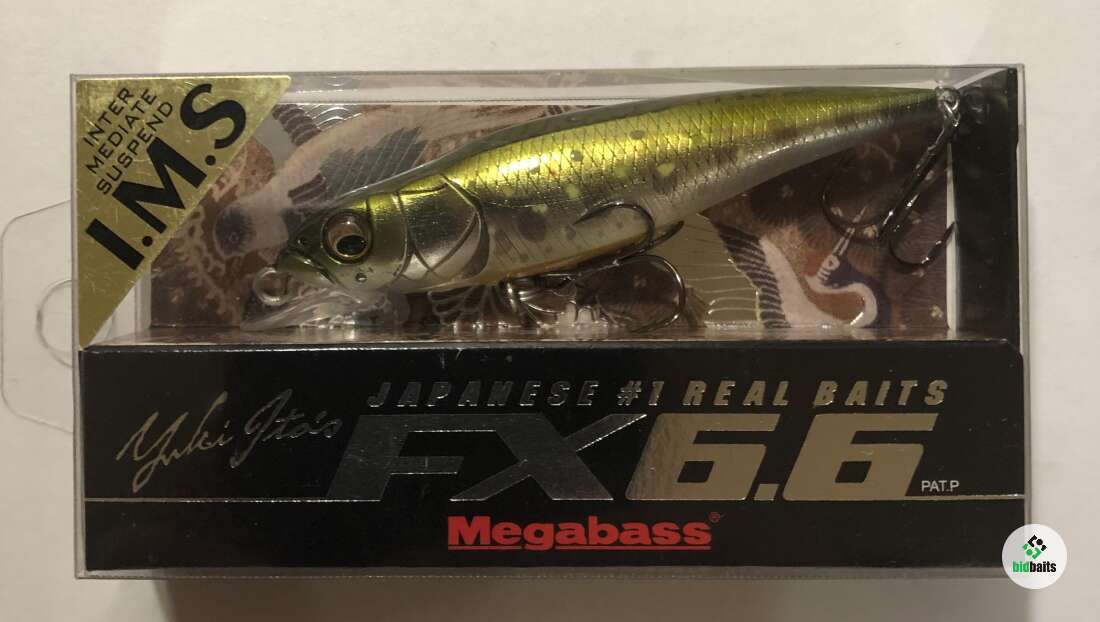 INTER
MEDIATE
SUSPEND
I.M.S
Yuki Ito's
JAPANESE #1 REAL BAITS
FX6.6
PAT.P
Megabass®
bidbaits